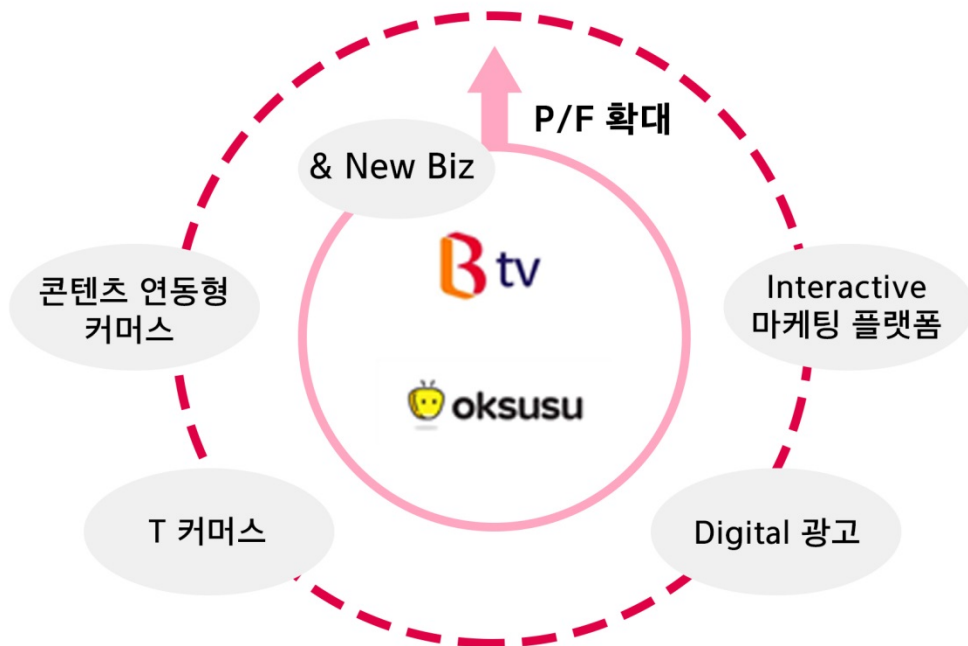 P/F 확대
& New Biz
B tv
콘텐츠 연동형
커머스
Interactive
마케팅 플랫폼
oksusu
T 커머스
Digital 광고